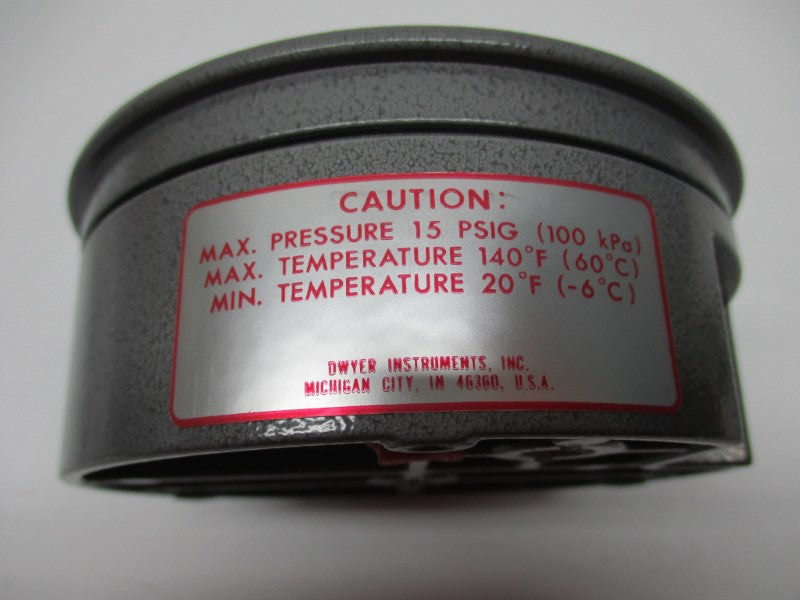 CAUTION:
MAX. PRESSURE 15 PSIG (100 kPa)
MAX. TEMPERATURE 140°F (60°C)
MIN. TEMPERATURE 20°F (-6°C)
DWYER INSTRUMENTS, INC.
MICHIGAN CITY, IN 46360, U.S.A.